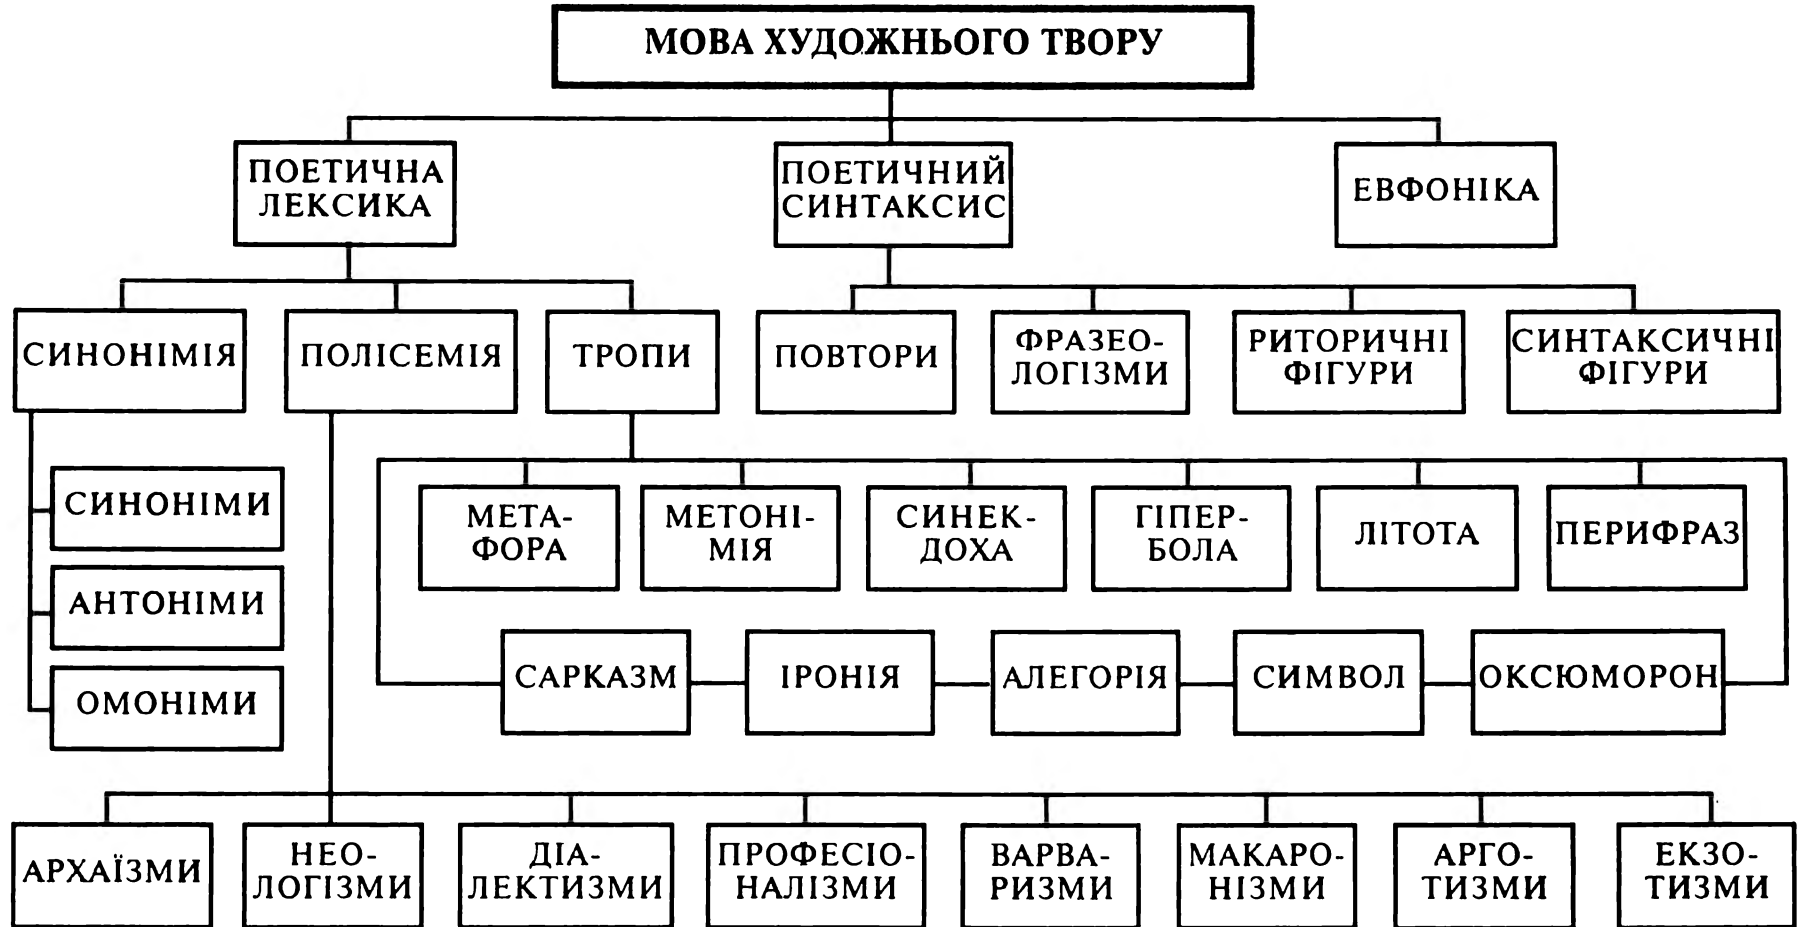 МОВА ХУДОЖНЬОГО ТВОРУ
ПОЕТИЧНА
ЛЕКСИКА
ПОЕТИЧНИЙ
СИНТАКСИС
ЕВФОНІКА
СИНОНІМІЯ
ПОЛІСЕМІЯ
ТРОПИ
ПОВТОРИ
ФРАЗЕО-
ЛОГІЗМИ
РИТОРИЧНІ
ФІГУРИ
СИНТАКСИЧНІ
ФІГУРИ
СИНОНІМИ
АНТОНІМИ
ОМОНІМИ
МЕТА-
ФОРА
МЕТОНІ-
МІЯ
СИНЕК-
ДОХА
ГІПЕР-
БОЛА
ЛІТОТА
ПЕРИФРАЗ
САРКАЗМ
ІРОНІЯ
АЛЕГОРІЯ
СИМВОЛ
ОКСЮМОРОН
АРХАЇЗМИ
НЕО-
ЛОГІЗМИ
ДІА-
ЛЕКТИЗМИ
ПРОФЕСІО-
НАЛІЗМИ
ВАРВА-
РИЗМИ
МАКАРО-
НІЗМИ
АРГО-
ТИЗМИ
ЕКЗО-
ТИЗМИ